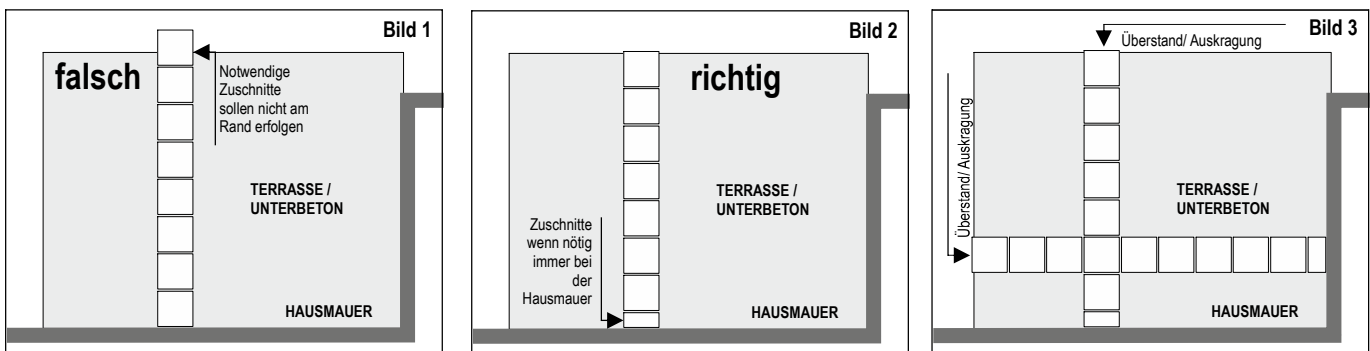 Bild 1
falsch
Notwendige
Zuschnitte
sollen nicht am
Rand erfolgen
TERRASSE /
UNTERBETON
HAUSMAUER
Bild 2
richtig
TERRASSE /
UNTERBETON
Zuschnitte
wenn nötig
immer bei
der
Hausmauer
HAUSMAUER
Bild 3
Überstand/ Auskragung
Überstand/ Auskragung
TERRASSE /
UNTERBETON
HAUSMAUER